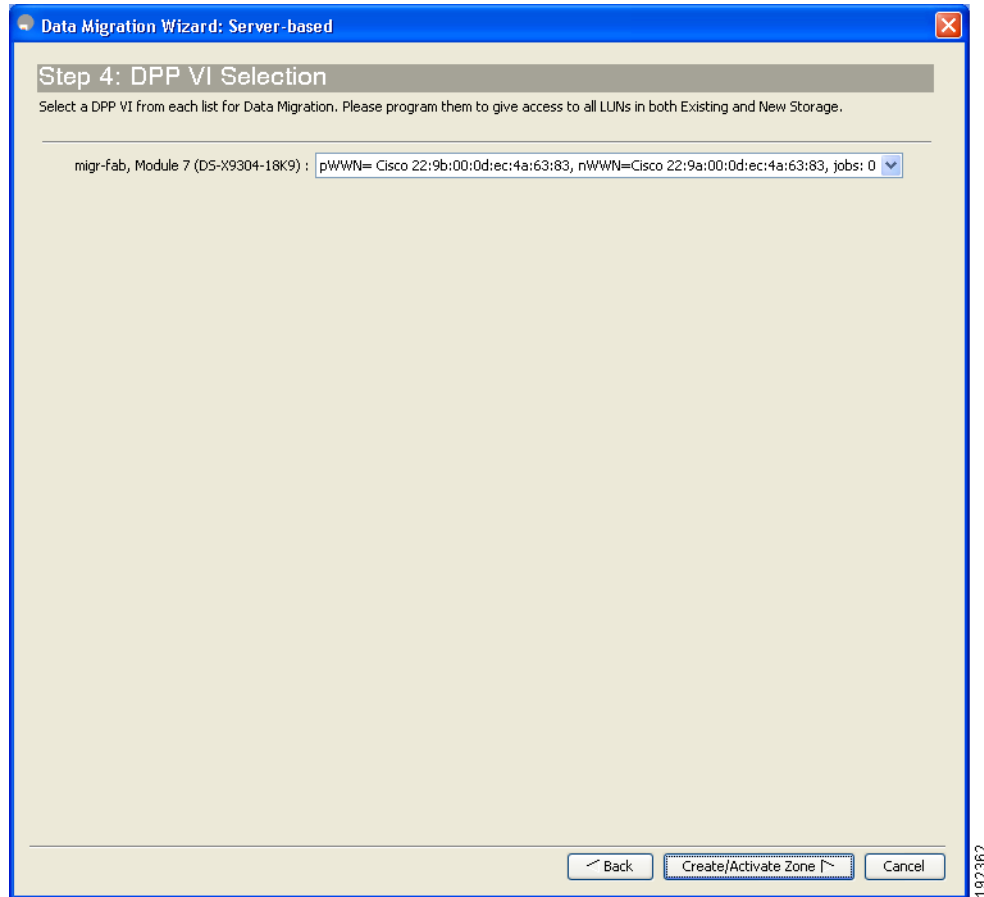 Data Migration Wizard: Server-based
Step 4: DPP VI Selection
Select a DPP VI from each list for Data Migration. Please program them to give access to all LUNs in both Existing and New Storage.
migr-fab, Module 7 (DS-X9304-18K9) : pWWN= Cisco 22:9b:00:0d:ec:4a:63:83, nWWN=Cisco 22:9a:00:0d:ec:4a:63:83, jobs: 0
Back Create/Activate Zone Cancel
192362